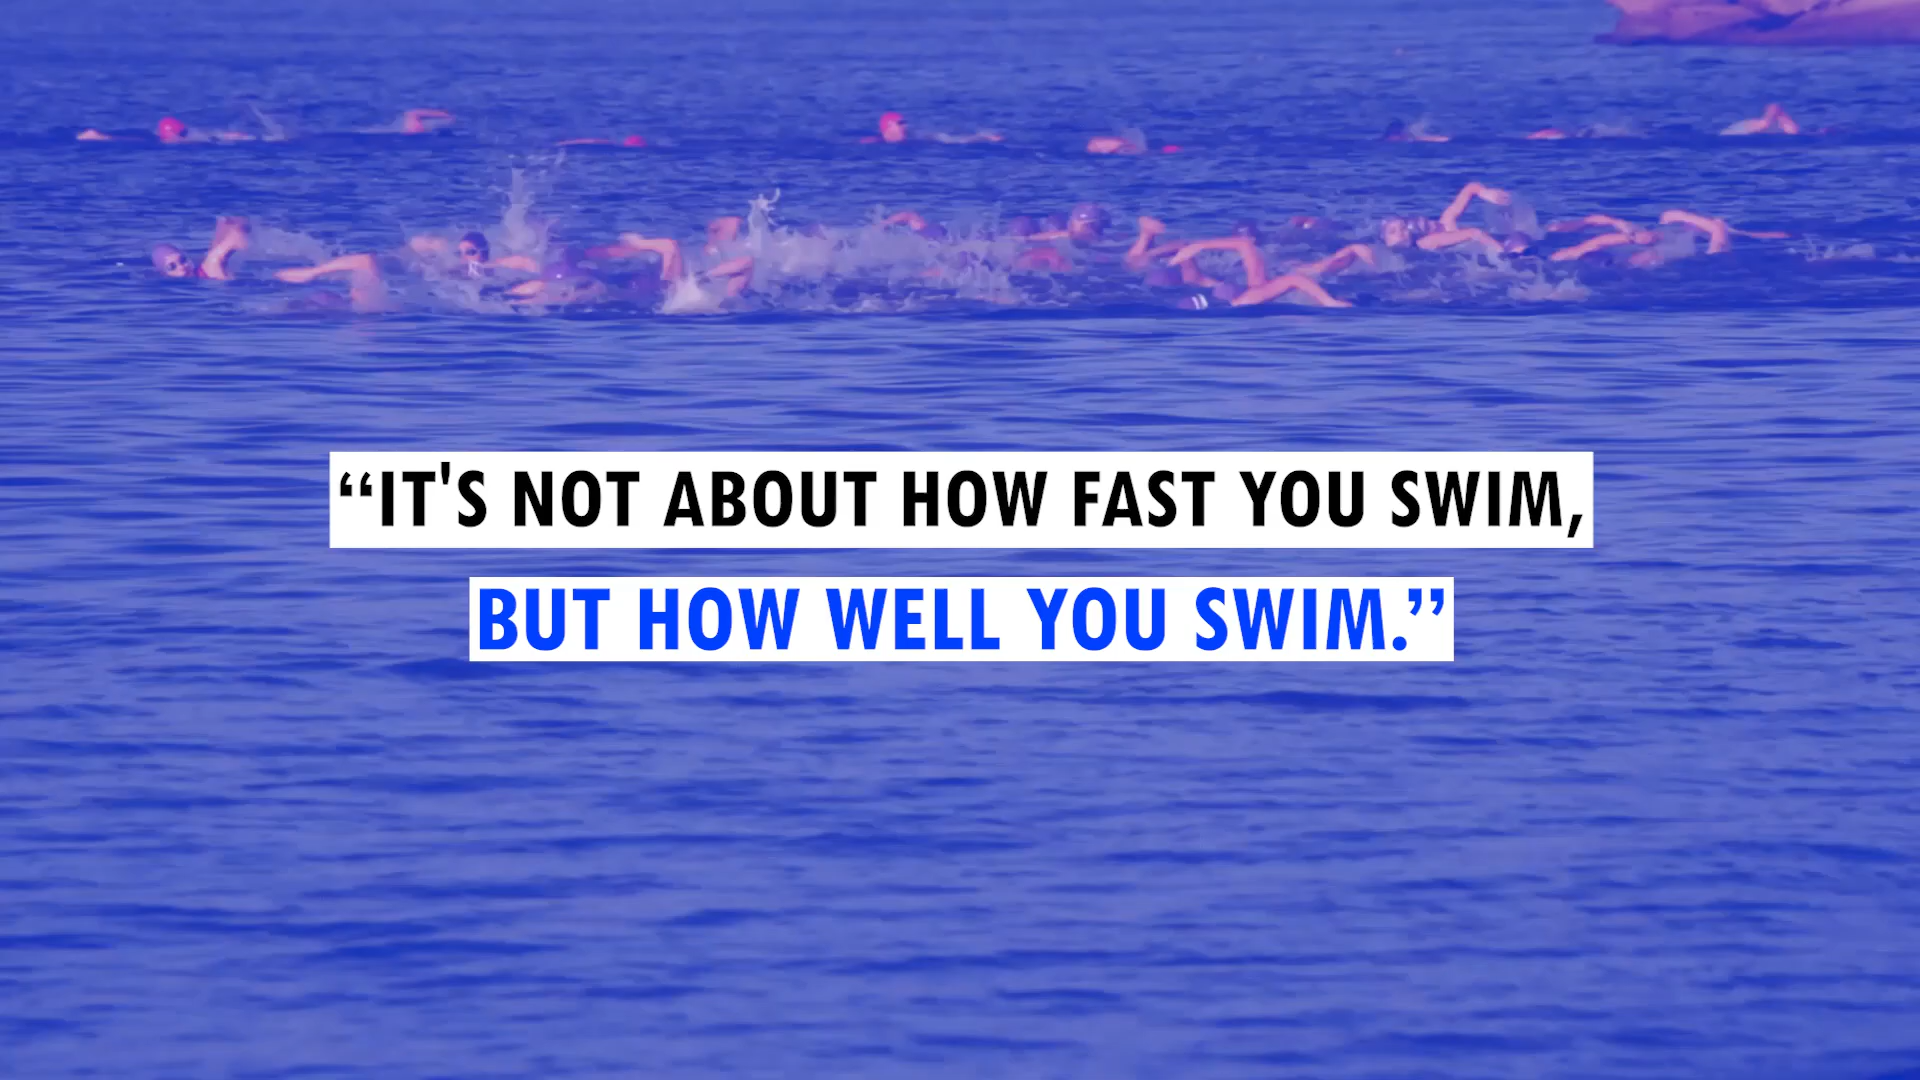 “IT'S NOT ABOUT HOW FAST YOU SWIM,
BUT HOW WELL YOU SWIM.”